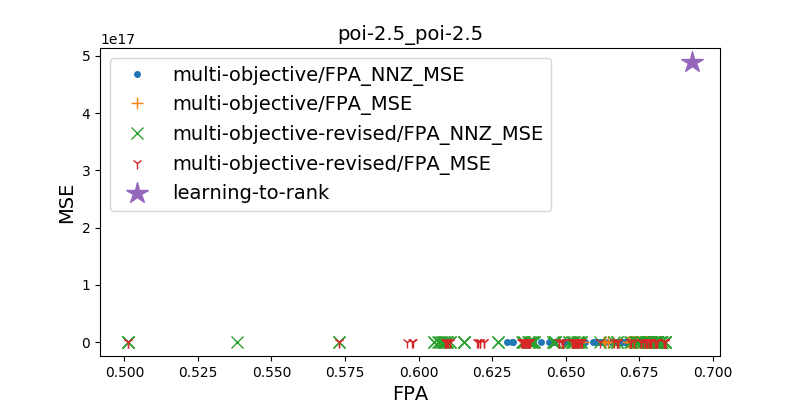 poi-2.5_poi-2.5
1e17
5
4
3
2
1
0
MSE
multi-objective/FPA_NNZ_MSE
multi-objective/FPA_MSE
multi-objective-revised/FPA_NNZ_MSE
multi-objective-revised/FPA_MSE
learning-to-rank
0.500 0.525 0.550 0.575 0.600 0.625 0.650 0.675 0.700
FPA